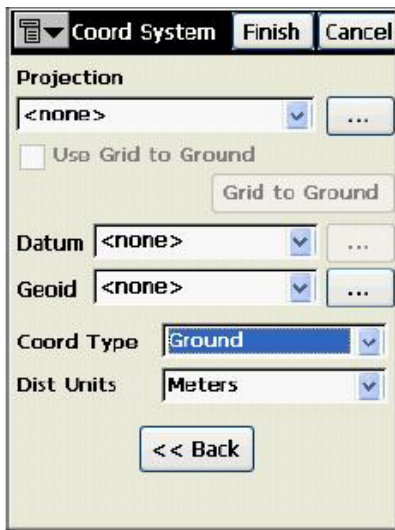 Coord System Finish Cancel
Projection
<none> ...
Use Grid to Ground
Grid to Ground
Datum <none> ...
Geoid <none> ...
Coord Type Ground
Dist Units Meters
<< Back